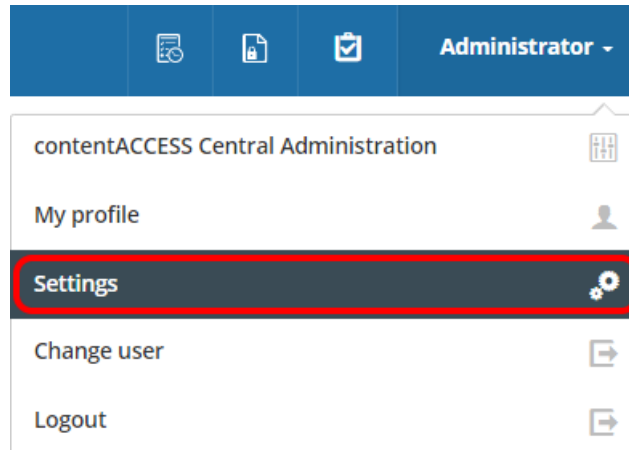 Administrator
contentACCESS Central Administration
My profile
Settings
Change user
Logout